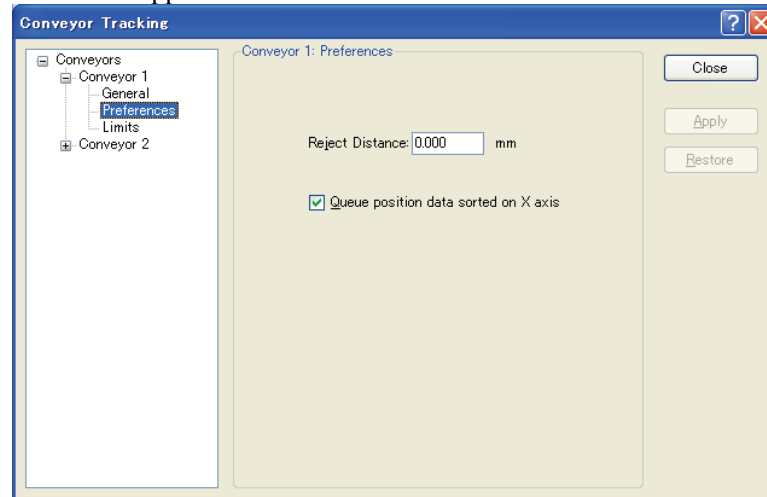 Conveyor Tracking
Conveyors
Conveyor 1
General
Preferences
Limits
Conveyor 2
Conveyor 1: Preferences
Reject Distance: 0.000 mm
Queue position data sorted on X axis
Close
Apply
Restore